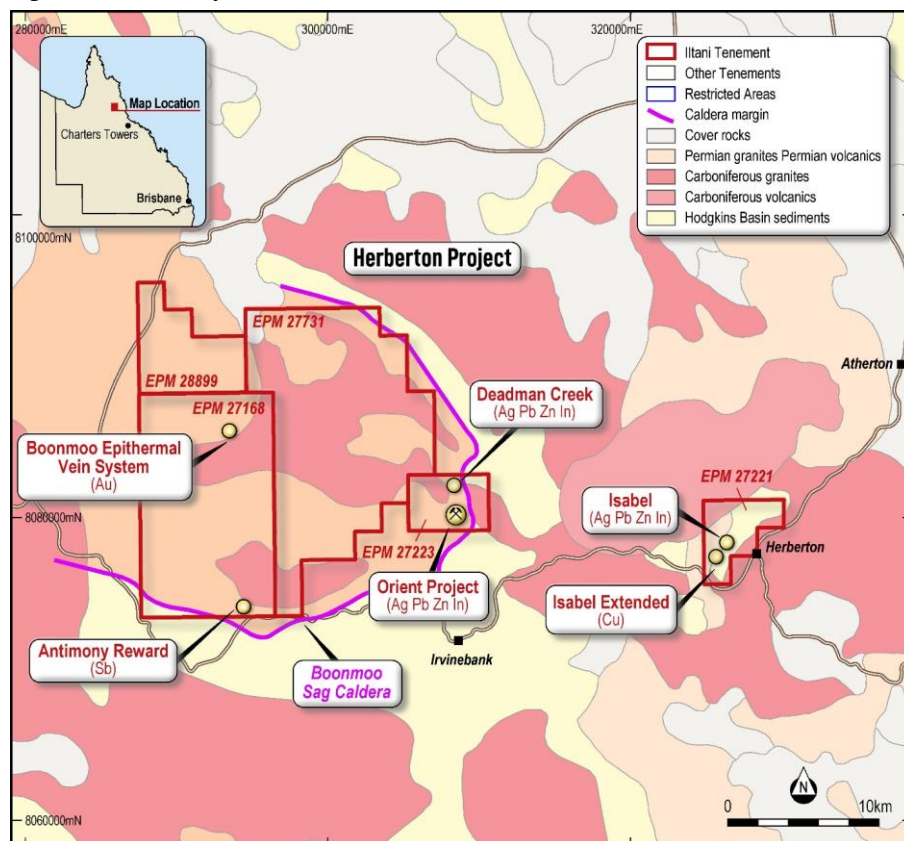 280000mE
300000mE
320000mE
Map Location
Charters Towers
Brisbane
Iltani Tenement
Other Tenements
Restricted Areas
Caldera margin
Cover rocks
Permian granites Permian volcanics
Carboniferous granites
Carboniferous volcanics
Hodgkins Basin sediments
8100000mN
Herberton Project
EPM 27731
Atherton
EPM 28899
EPM 27168
Deadman Creek
(Ag Pb Zn In)
Boonmoo Epithermal
Vein System
(Au)
EPM 27221
Isabel
(Ag Pb Zn In)
8080000mN
EPM 27223
Herberton
Orient Project
(Ag Pb Zn In)
Isabel Extended
(Cu)
Antimony Reward
(Sb)
Irvinebank
Boonmoo
Sag Caldera
N
0
10km
8060000mN